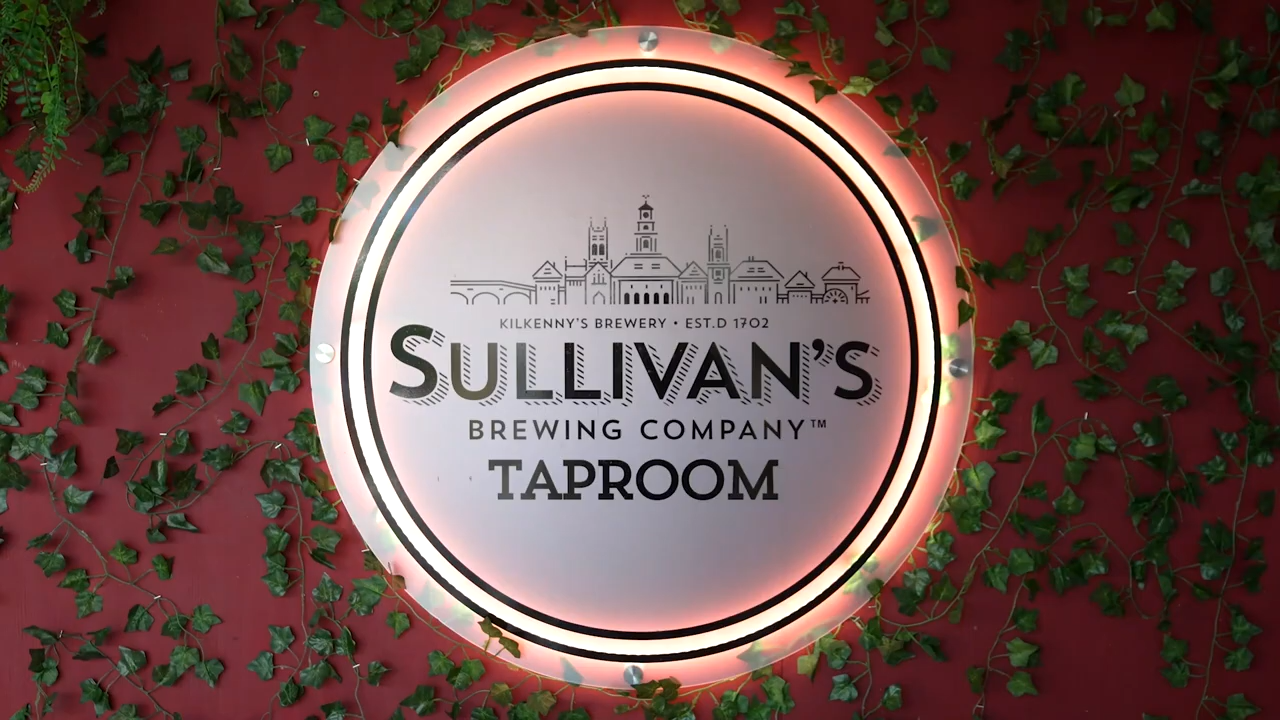 KILKENNY'S BREWERY • EST.D 1702
SULLIVAN'S
BREWING COMPANY™
TAPROOM